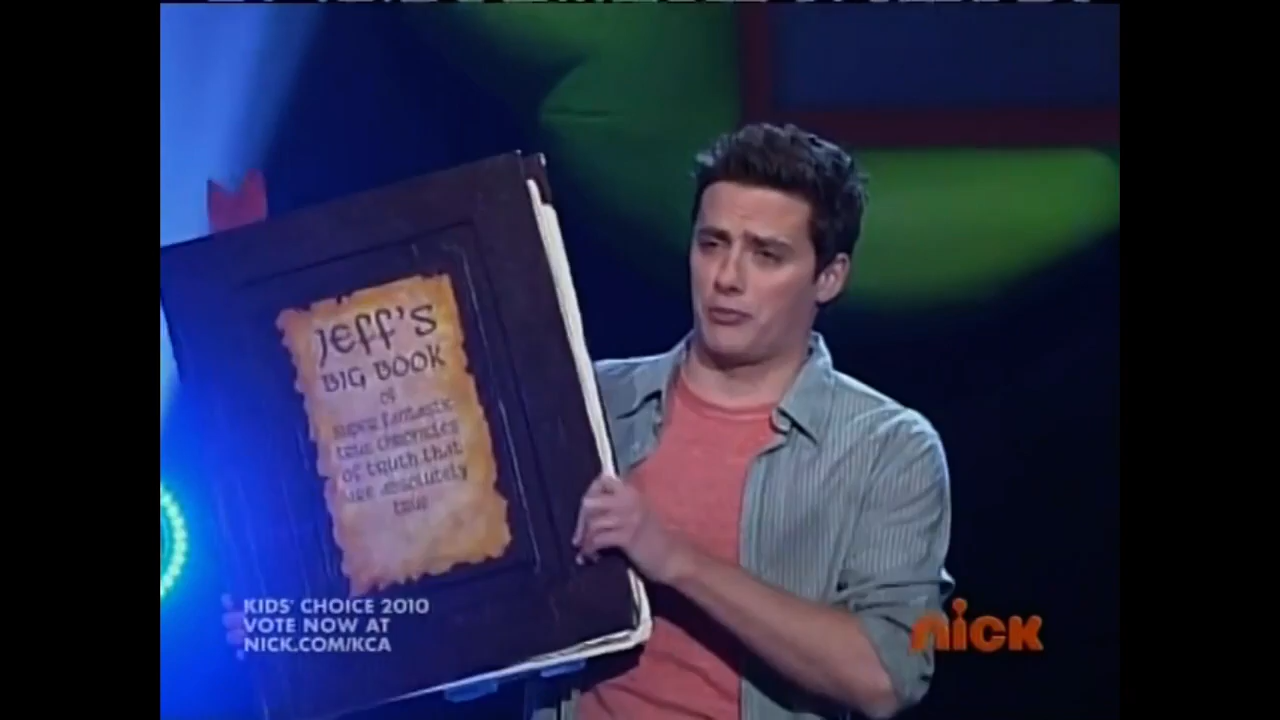 JEFF'S
BIG BOOK
of
super fantastic
true chronicles
of truth that
are absolutely
true
KIDS' CHOICE 2010
VOTE NOW AT
NICK.COM/KCA
nick